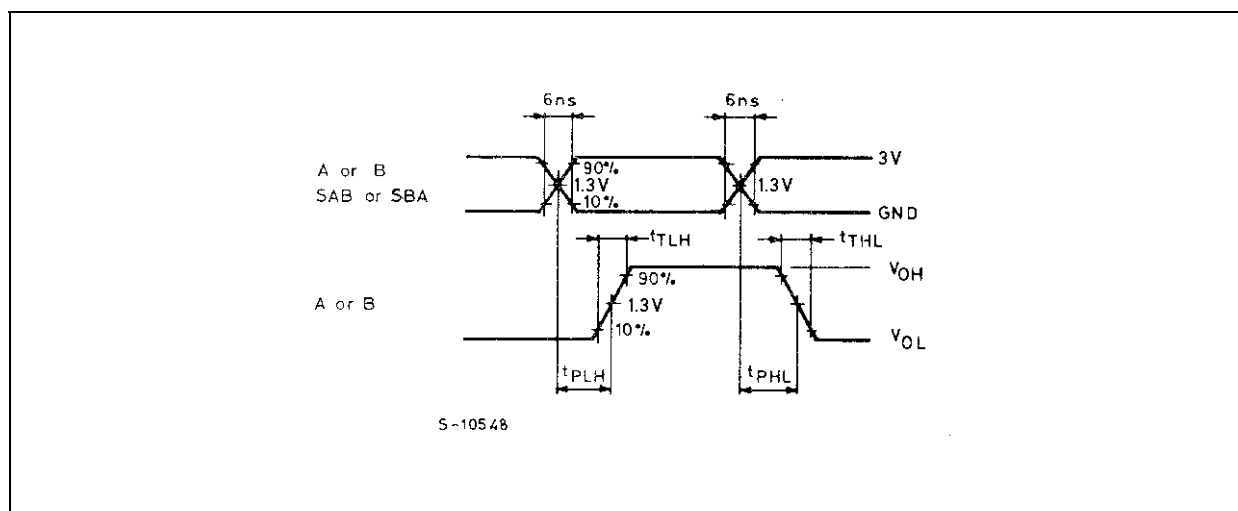 6ns 6ns
A or B 90% 3V
SAB or SBA 1.3V 1.3V
10% GND
tTLH tTHL
90% VOH
A or B 1.3V
10% VOL
tPLH tPHL
S-10548